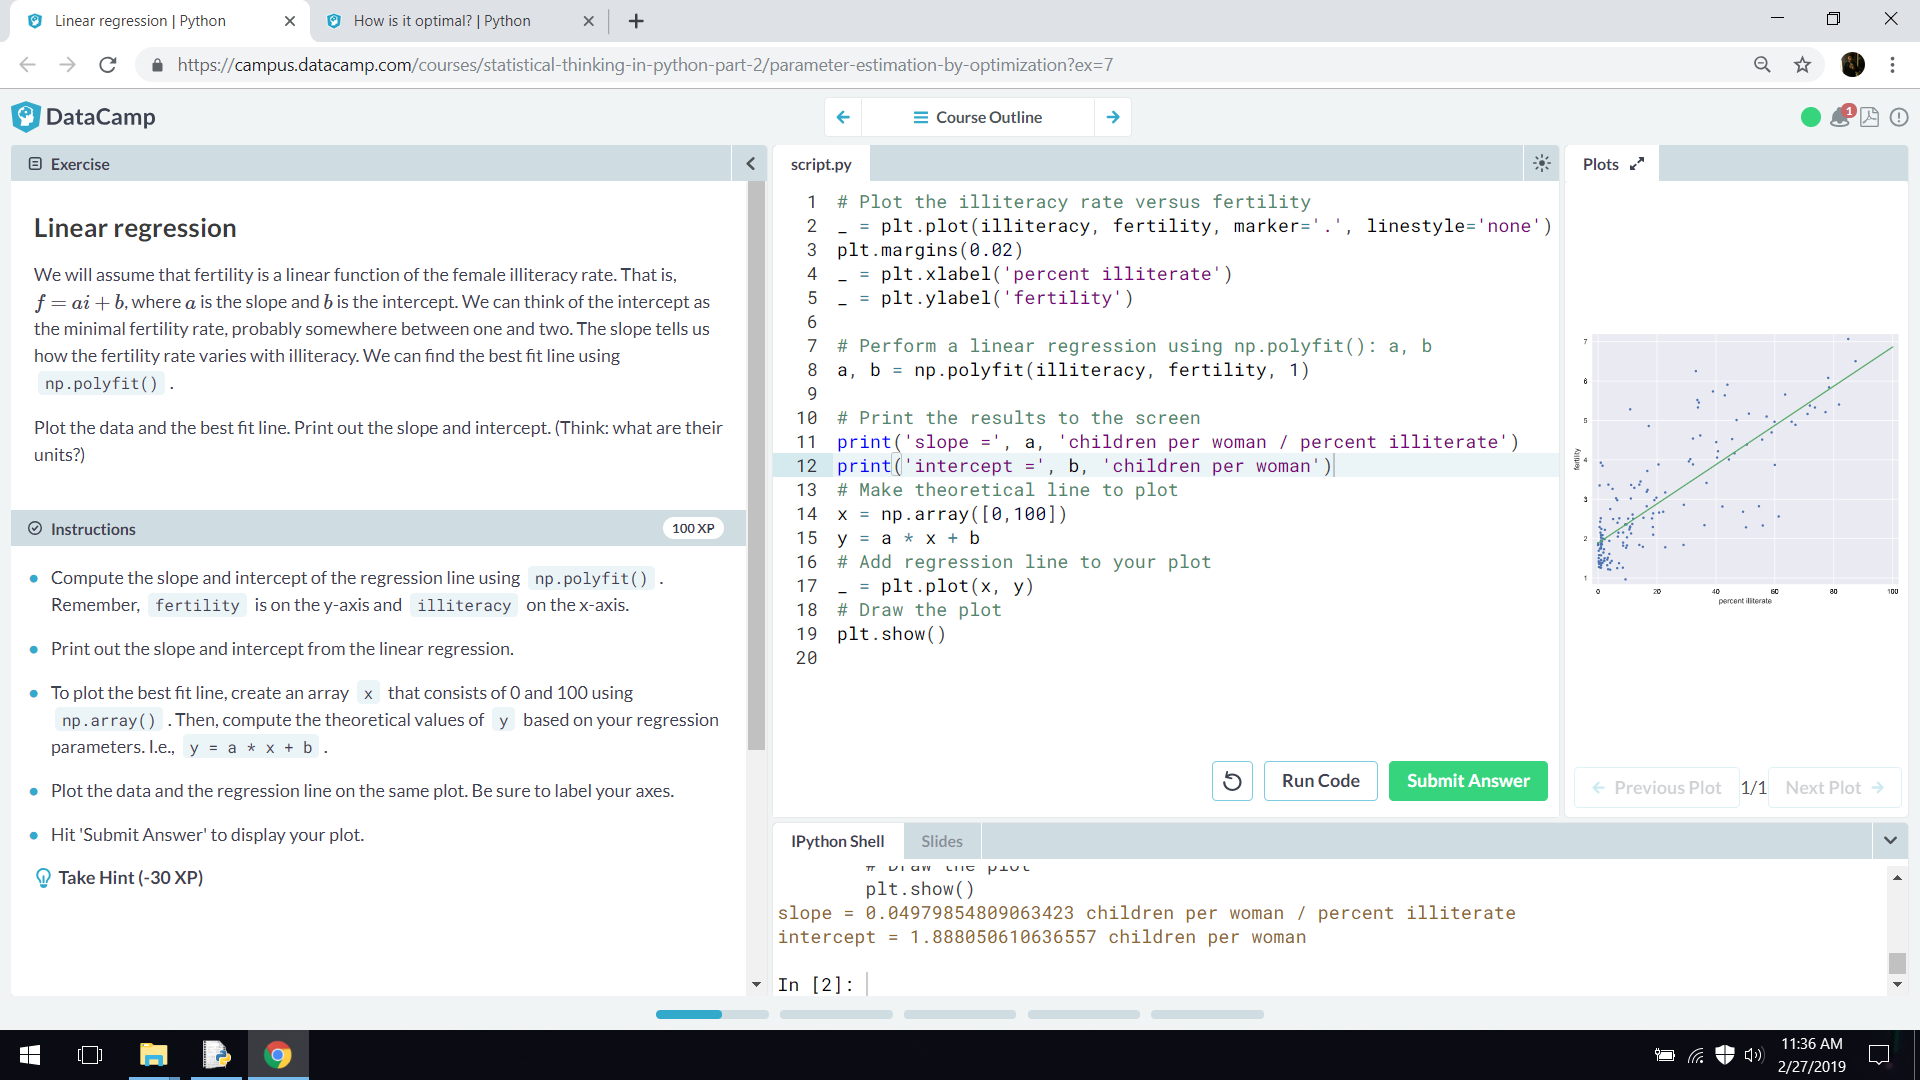 Linear regression | Python
How is it optimal? | Python
https://campus.datacamp.com/courses/statistical-thinking-in-python-part-2/parameter-estimation-by-optimization?ex=7
DataCamp
Course Outline
1
Exercise
Linear regression
We will assume that fertility is a linear function of the female illiteracy rate. That is,
f = ai + b, where a is the slope and b is the intercept. We can think of the intercept as
the minimal fertility rate, probably somewhere between one and two. The slope tells us
how the fertility rate varies with illiteracy. We can find the best fit line using
np.polyfit() .
Plot the data and the best fit line. Print out the slope and intercept. (Think: what are their
units?)
Instructions
100 XP
Compute the slope and intercept of the regression line using np.polyfit() .
Remember, fertility is on the y-axis and illiteracy on the x-axis.
Print out the slope and intercept from the linear regression.
To plot the best fit line, create an array x that consists of 0 and 100 using
np.array() . Then, compute the theoretical values of y based on your regression
parameters. I.e., y = a * x + b .
Plot the data and the regression line on the same plot. Be sure to label your axes.
Hit 'Submit Answer' to display your plot.
Take Hint (-30 XP)
script.py
1 # Plot the illiteracy rate versus fertility
2 _ = plt.plot(illiteracy, fertility, marker='.', linestyle='none')
3 plt.margins(0.02)
4 _ = plt.xlabel('percent illiterate')
5 _ = plt.ylabel('fertility')
6
7 # Perform a linear regression using np.polyfit(): a, b
8 a, b = np.polyfit(illiteracy, fertility, 1)
9
10 # Print the results to the screen
11 print('slope =', a, 'children per woman / percent illiterate')
12 print('intercept =', b, 'children per woman')
13 # Make theoretical line to plot
14 x = np.array([0,100])
15 y = a * x + b
16 # Add regression line to your plot
17 _ = plt.plot(x, y)
18 # Draw the plot
19 plt.show()
20
Run Code
Submit Answer
Plots
7
6
5
4
3
2
1
fertility
0 20 40 60 80 100
percent illiterate
Previous Plot
1/1
Next Plot
IPython Shell
Slides
# Draw the plot
plt.show()
slope = 0.04979854809063423 children per woman / percent illiterate
intercept = 1.888050610636557 children per woman
In [2]:
11:36 AM
2/27/2019